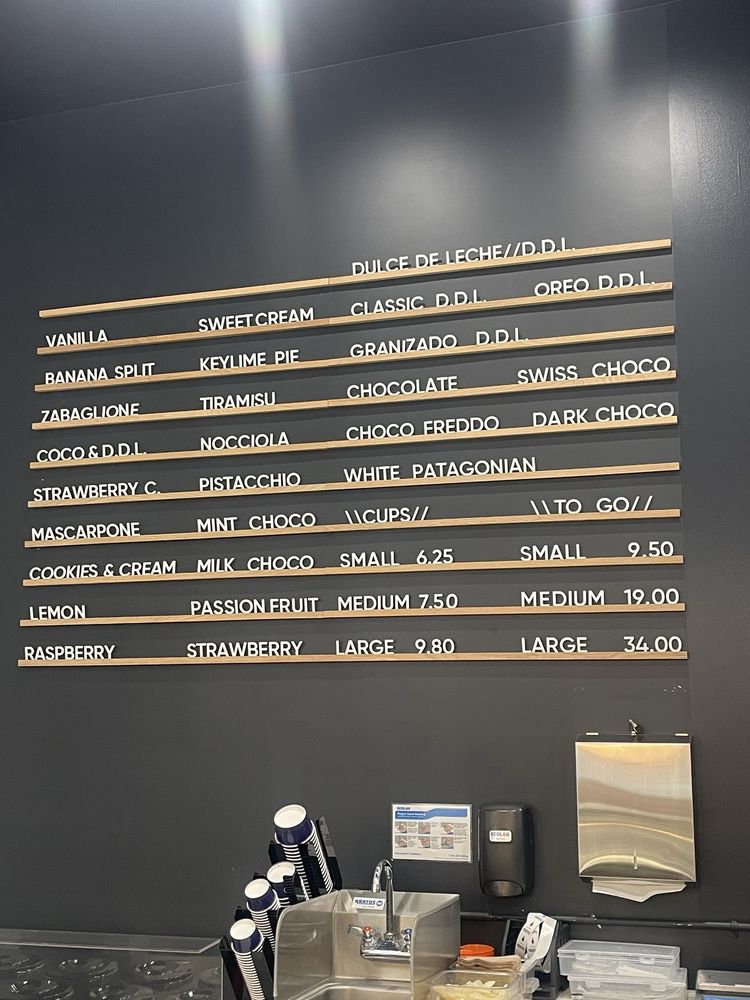 DULCE DE LECHE//D.D.L.
VANILLA SWEET CREAM CLASSIC D.D.L. OREO D.D.L.
BANANA SPLIT KEYLIME PIE GRANIZADO D.D.L.
ZABAGLIONE TIRAMISU CHOCOLATE SWISS CHOCO
COCO & D.D.L. NOCCIOLA CHOCO FREDDO DARK CHOCO
STRAWBERRY C. PISTACCHIO WHITE PATAGONIAN
MASCARPONE MINT CHOCO \\CUPS// \\TO GO//
COOKIES & CREAM MILK CHOCO SMALL 6.25 SMALL 9.50
LEMON PASSION FRUIT MEDIUM 7.50 MEDIUM 19.00
RASPBERRY STRAWBERRY LARGE 9.80 LARGE 34.00
ECOLAB
ECOLAB
KRATOS